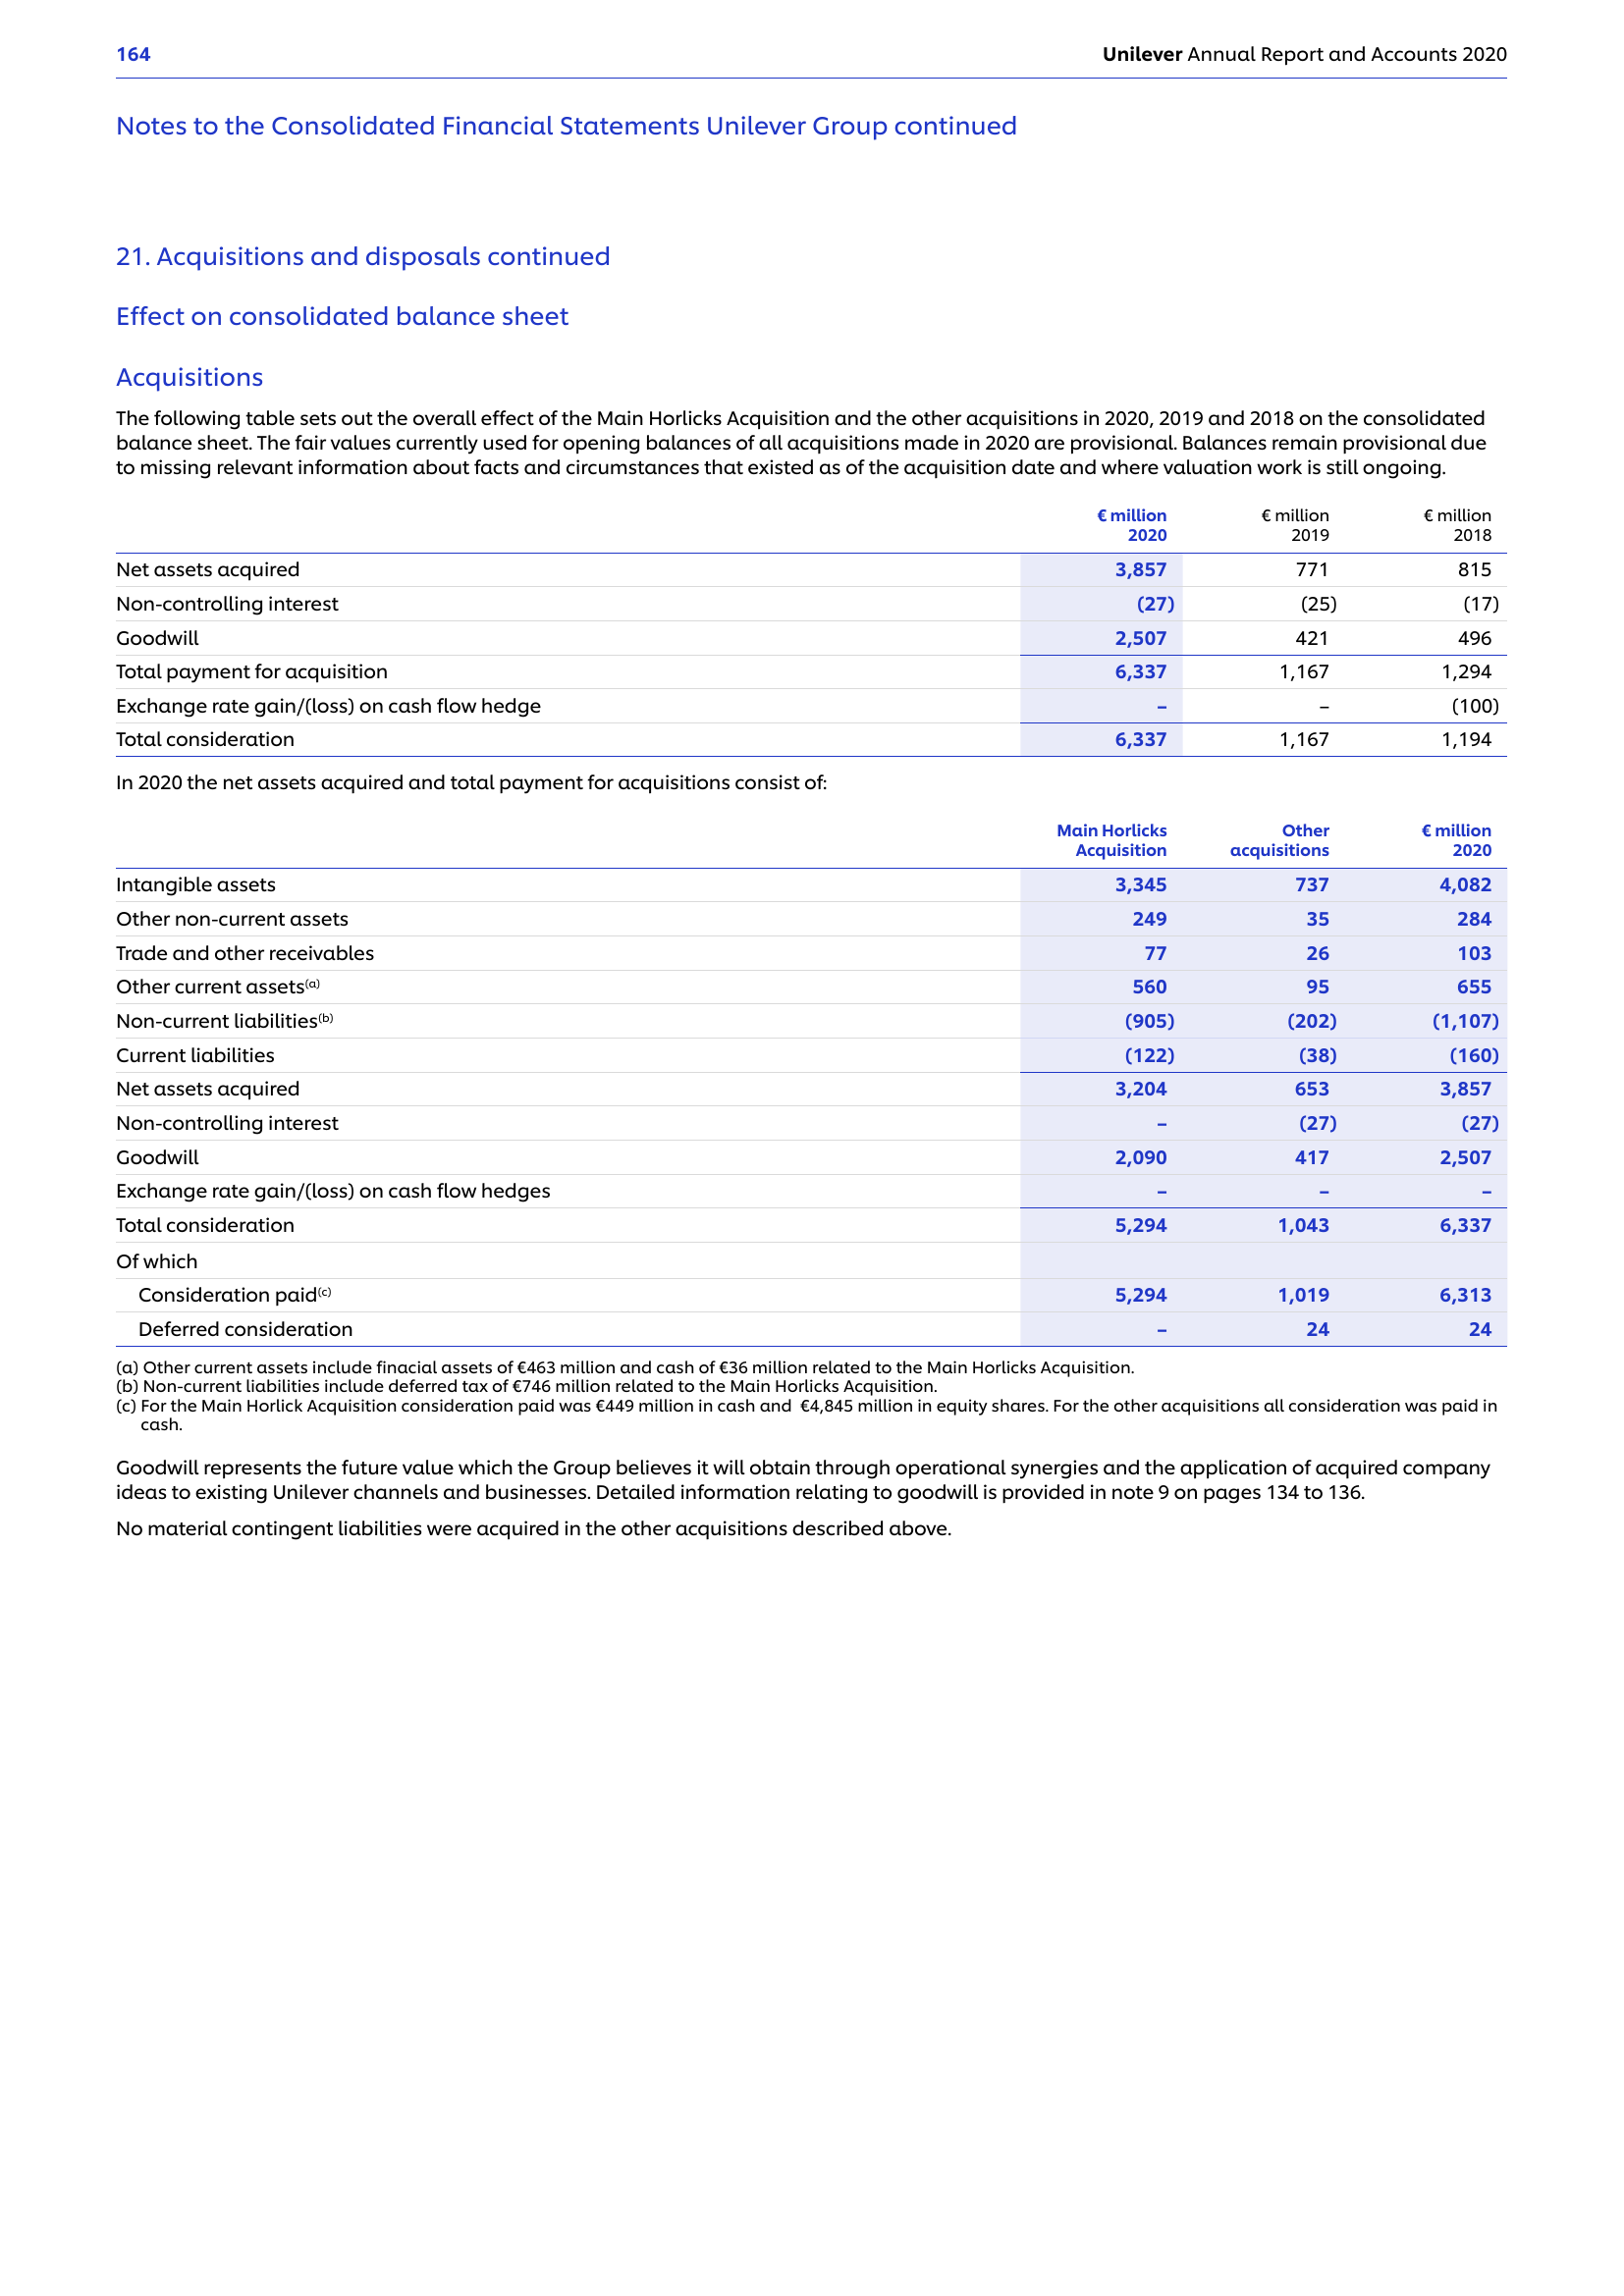 164
Unilever Annual Report and Accounts 2020
Notes to the Consolidated Financial Statements Unilever Group continued
21. Acquisitions and disposals continued
Effect on consolidated balance sheet
Acquisitions
The following table sets out the overall effect of the Main Horlicks Acquisition and the other acquisitions in 2020, 2019 and 2018 on the consolidated
balance sheet. The fair values currently used for opening balances of all acquisitions made in 2020 are provisional. Balances remain provisional due
to missing relevant information about facts and circumstances that existed as of the acquisition date and where valuation work is still ongoing.
€ million € million € million
2020 2019 2018
Net assets acquired 3,857 771 815
Non-controlling interest (27) (25) (17)
Goodwill 2,507 421 496
Total payment for acquisition 6,337 1,167 1,294
Exchange rate gain/(loss) on cash flow hedge – – (100)
Total consideration 6,337 1,167 1,194
In 2020 the net assets acquired and total payment for acquisitions consist of:
Main Horlicks Other € million
Acquisition acquisitions 2020
Intangible assets 3,345 737 4,082
Other non-current assets 249 35 284
Trade and other receivables 77 26 103
Other current assets(a) 560 95 655
Non-current liabilities(b) (905) (202) (1,107)
Current liabilities (122) (38) (160)
Net assets acquired 3,204 653 3,857
Non-controlling interest – (27) (27)
Goodwill 2,090 417 2,507
Exchange rate gain/(loss) on cash flow hedges – – –
Total consideration 5,294 1,043 6,337
Of which
Consideration paid(c) 5,294 1,019 6,313
Deferred consideration – 24 24
(a) Other current assets include finacial assets of €463 million and cash of €36 million related to the Main Horlicks Acquisition.
(b) Non-current liabilities include deferred tax of €746 million related to the Main Horlicks Acquisition.
(c) For the Main Horlick Acquisition consideration paid was €449 million in cash and €4,845 million in equity shares. For the other acquisitions all consideration was paid in
cash.
Goodwill represents the future value which the Group believes it will obtain through operational synergies and the application of acquired company
ideas to existing Unilever channels and businesses. Detailed information relating to goodwill is provided in note 9 on pages 134 to 136.
No material contingent liabilities were acquired in the other acquisitions described above.